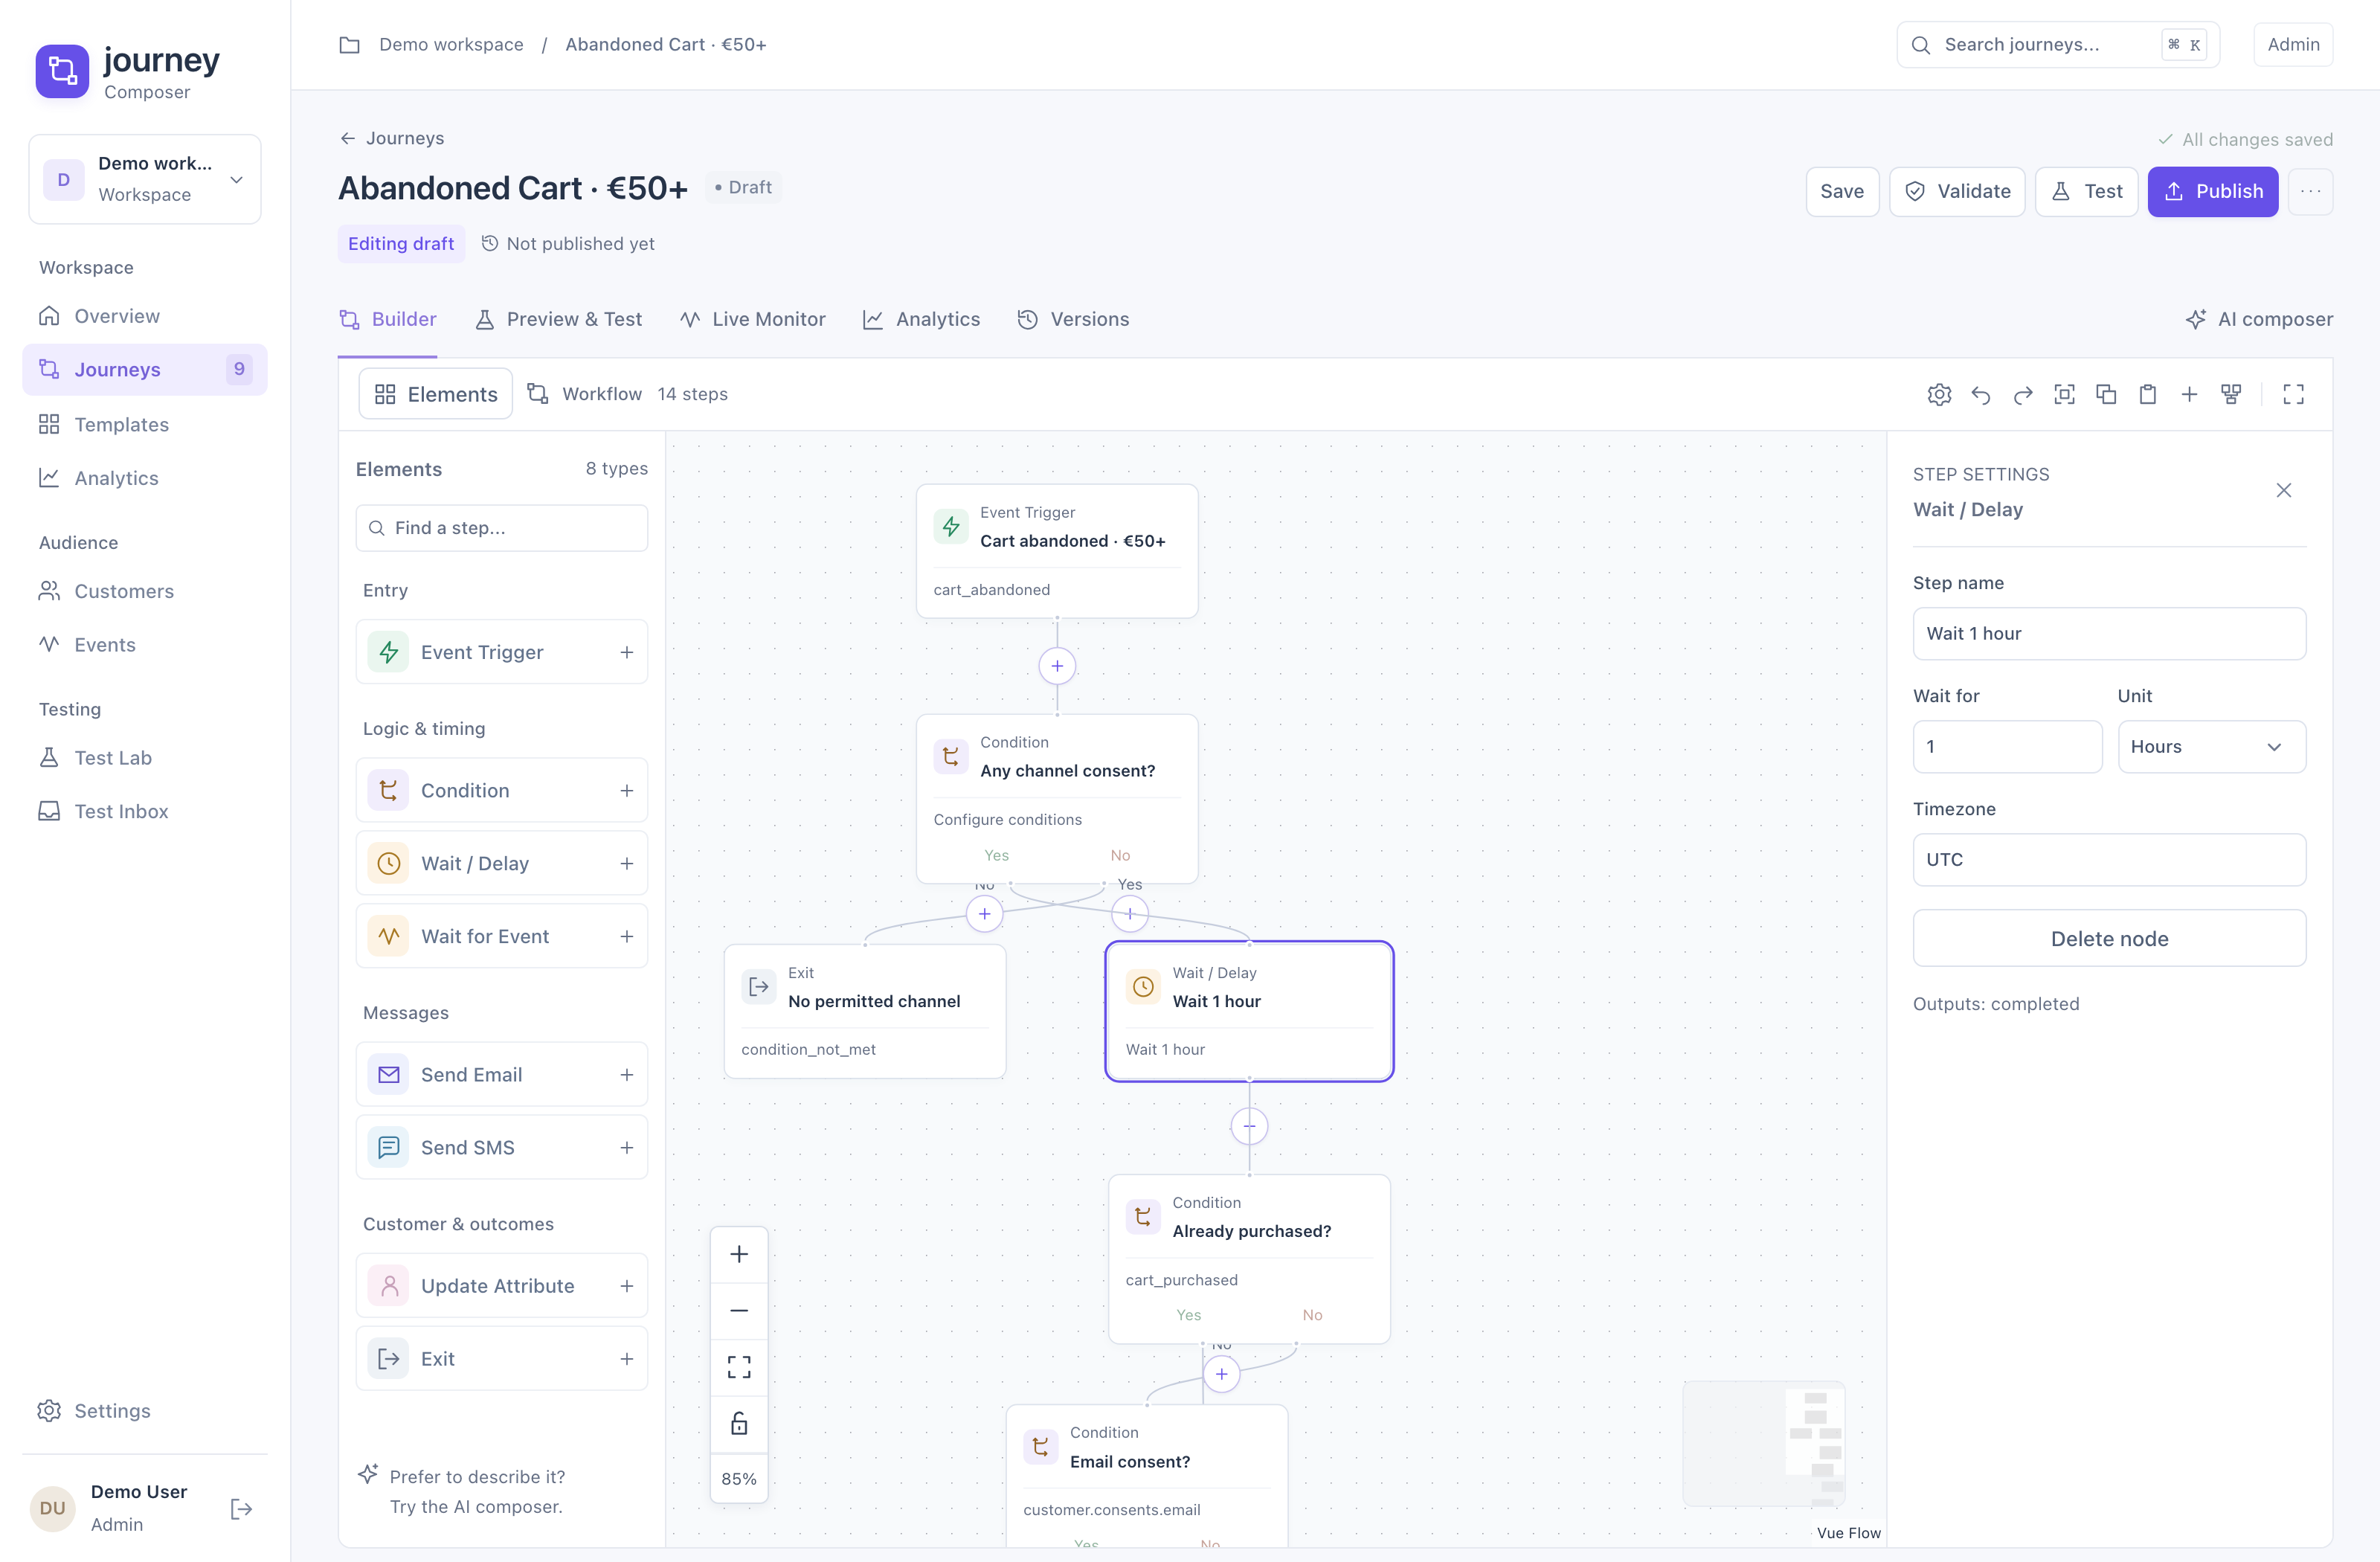 journey
Composer
D
Demo work...
Workspace
Workspace
Overview
Journeys 9
Templates
Analytics
Audience
Customers
Events
Testing
Test Lab
Test Inbox
Settings
DU
Demo User
Admin
Demo workspace / Abandoned Cart · €50+
Search journeys... ⌘ K
Admin
← Journeys
All changes saved
Abandoned Cart · €50+
• Draft
Save
Validate
Test
Publish
···
Editing draft
Not published yet
Builder
Preview & Test
Live Monitor
Analytics
Versions
AI composer
Elements
Workflow 14 steps
Elements 8 types
Find a step...
Entry
Event Trigger +
Logic & timing
Condition +
Wait / Delay +
Wait for Event +
Messages
Send Email +
Send SMS +
Customer & outcomes
Update Attribute +
Exit +
Prefer to describe it?
Try the AI composer.
Event Trigger
Cart abandoned · €50+
cart_abandoned
+
Condition
Any channel consent?
Configure conditions
Yes No
No Yes
+ +
Exit
No permitted channel
condition_not_met
Wait / Delay
Wait 1 hour
Wait 1 hour
+
Condition
Already purchased?
cart_purchased
Yes No
No
+
Condition
Email consent?
customer.consents.email
Yes No
+
−
85%
Vue Flow
STEP SETTINGS
Wait / Delay
Step name
Wait 1 hour
Wait for Unit
1 Hours
Timezone
UTC
Delete node
Outputs: completed